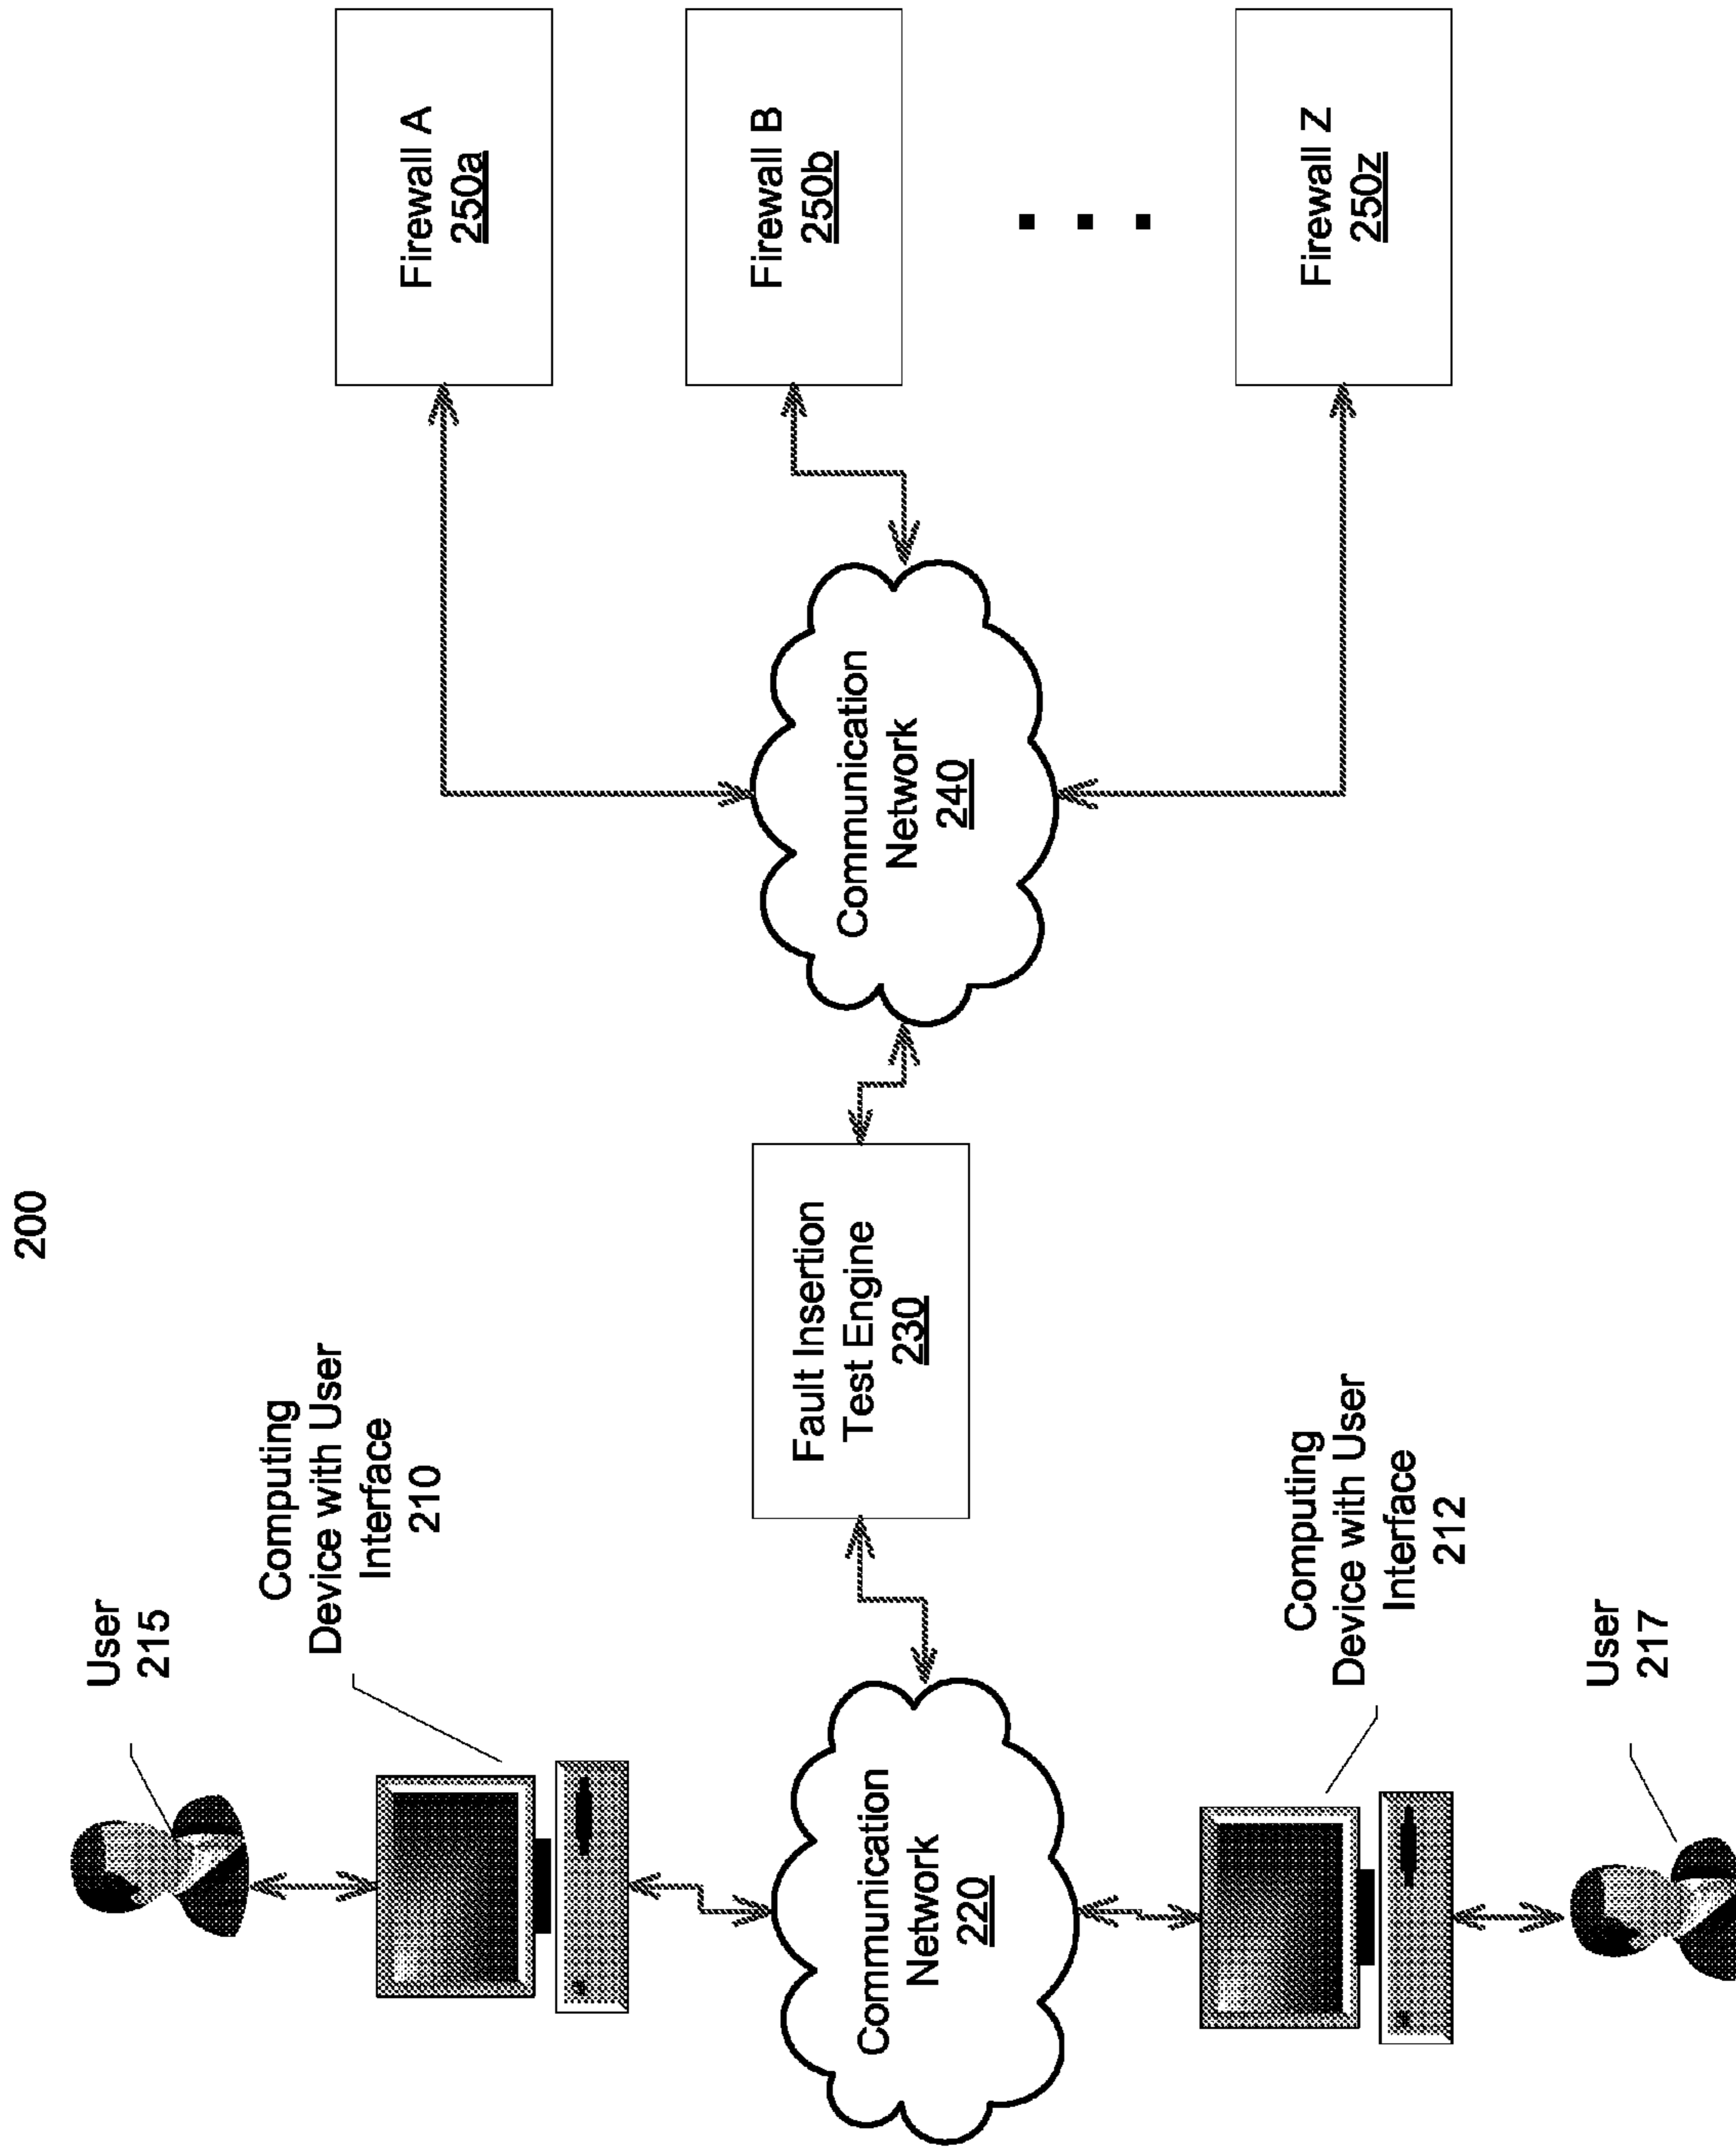 200
User
215
Computing
Device with User
Interface
210
Communication
Network
220
Computing
Device with User
Interface
212
User
217
Fault Insertion
Test Engine
230
Communication
Network
240
Firewall A
250a
Firewall B
250b
Firewall Z
250z